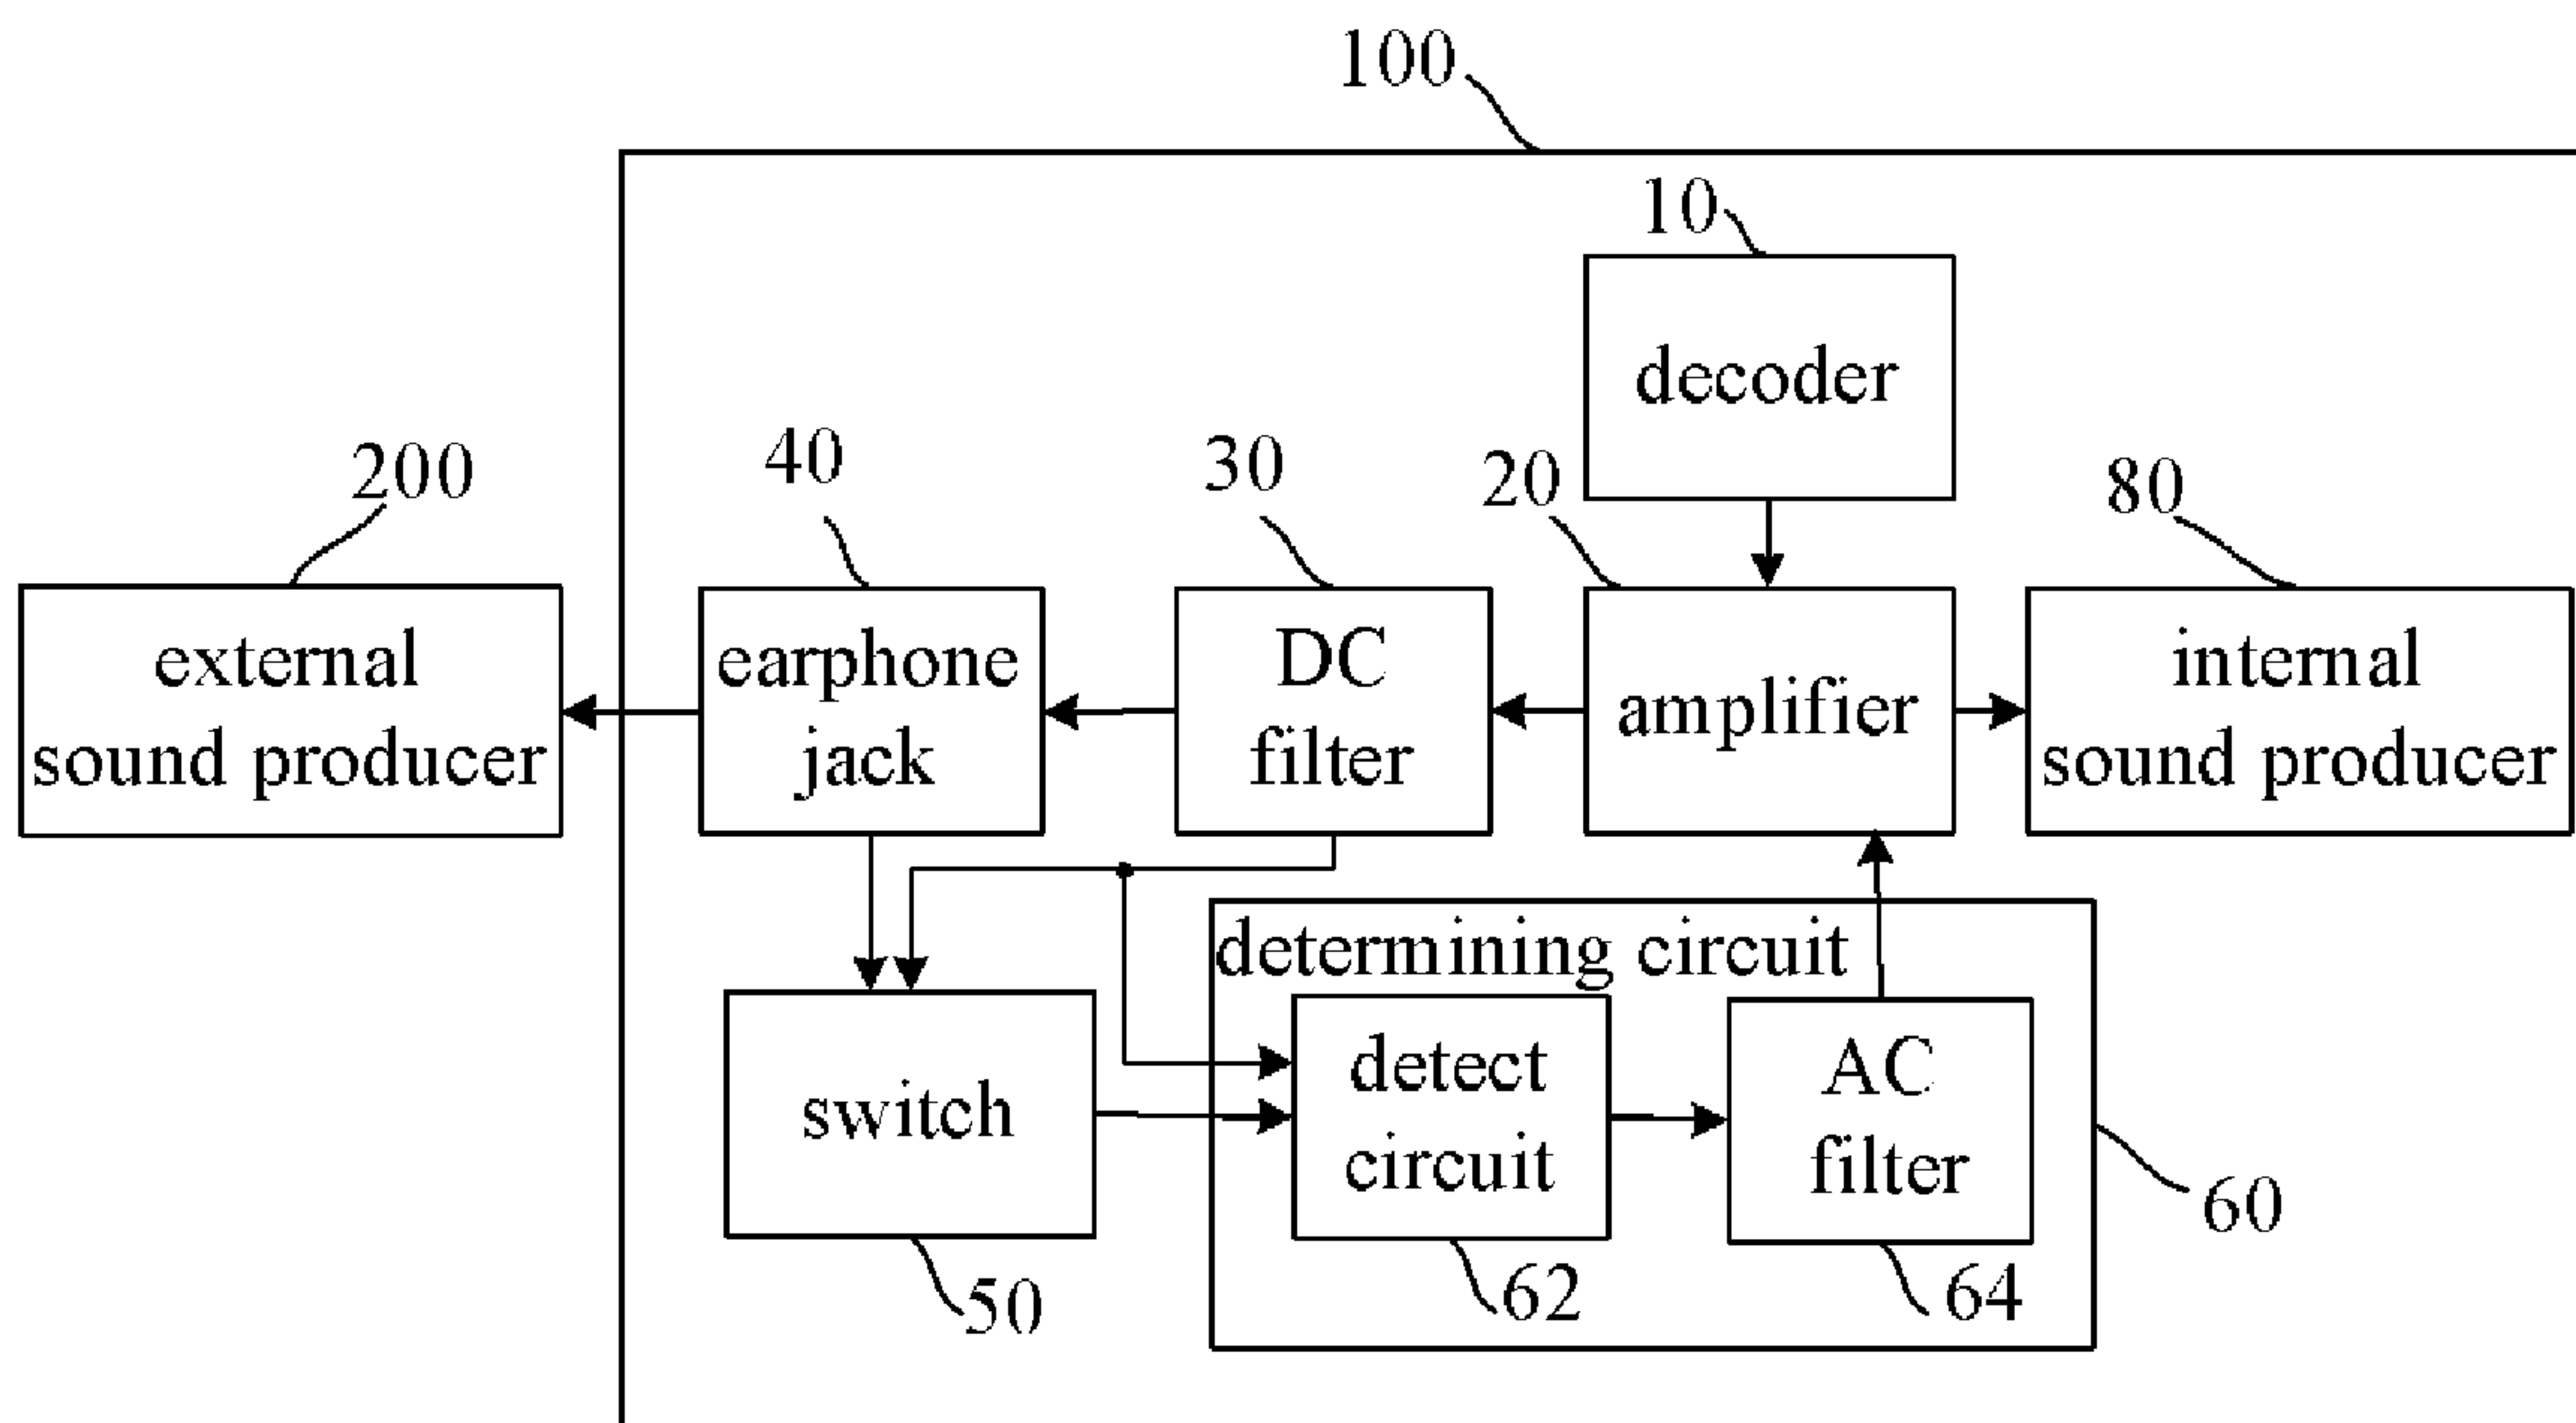 100
10
decoder
200
40
30
20
80
external
sound producer
earphone
jack
DC
filter
amplifier
internal
sound producer
determining circuit
switch
detect
circuit
AC
filter
60
50
62
64